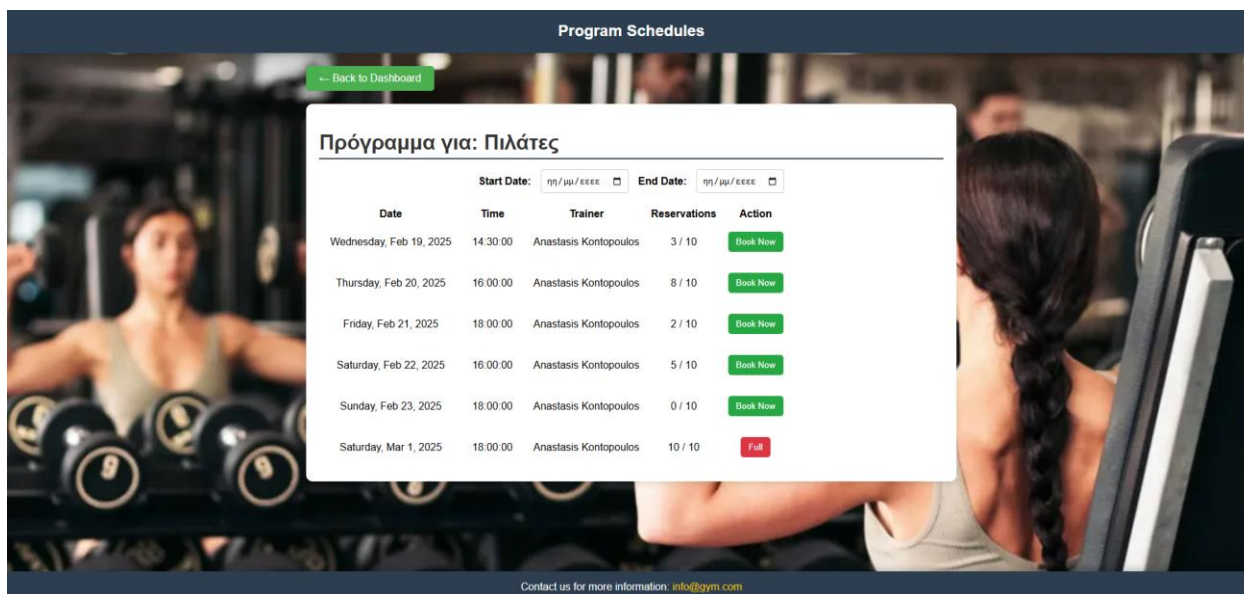 Program Schedules
← Back to Dashboard
Πρόγραμμα για: Πιλάτες
Start Date: ηη/μμ/εεεε End Date: ηη/μμ/εεεε
Date Time Trainer Reservations Action
Wednesday, Feb 19, 2025 14:30:00 Anastasis Kontopoulos 3 / 10 Book Now
Thursday, Feb 20, 2025 16:00:00 Anastasis Kontopoulos 8 / 10 Book Now
Friday, Feb 21, 2025 18:00:00 Anastasis Kontopoulos 2 / 10 Book Now
Saturday, Feb 22, 2025 16:00:00 Anastasis Kontopoulos 5 / 10 Book Now
Sunday, Feb 23, 2025 18:00:00 Anastasis Kontopoulos 0 / 10 Book Now
Saturday, Mar 1, 2025 18:00:00 Anastasis Kontopoulos 10 / 10 Full
9 9
Contact us for more information: info@gym.com